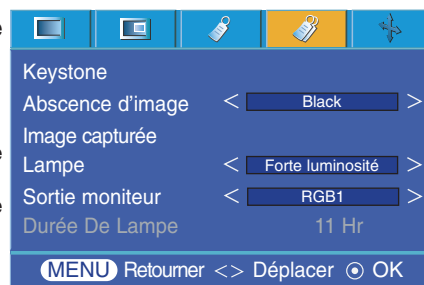 Keystone
Abscence d'image < Black >
Image capturée
Lampe < Forte luminosité >
Sortie moniteur < RGB1 >
Durée De Lampe 11 Hr
MENU Retourner <> Déplacer ⦿ OK